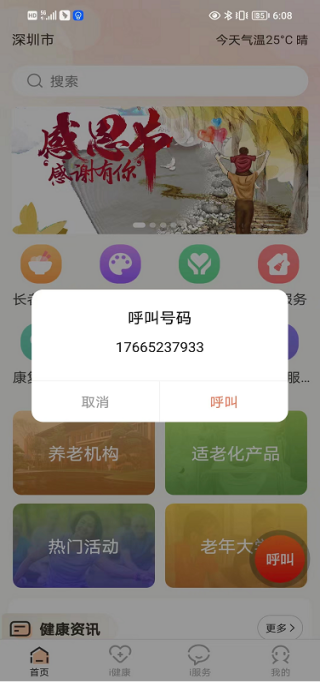 HD 5G 85 6:08
深圳市 今天气温25°C 晴
搜索
感恩节
感谢有你
服务
呼叫号码
17665237933
取消 呼叫
养老机构 适老化产品
热门活动 老年大
呼叫
健康资讯 更多
首页 i健康 i服务 我的